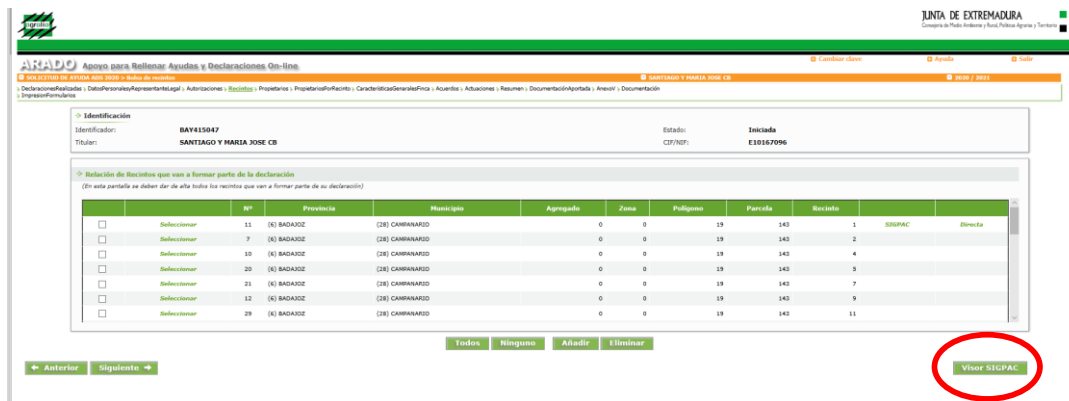 agralia
JUNTA DE EXTREMADURA
Consejería de Medio Ambiente y Rural, Políticas Agrarias y Territorio
ARADO Apoyo para Rellenar Ayudas y Declaraciones On-line
Cambiar clave Ayuda Salir
SOLICITUD DE AYUDA ADS 2020 > Bolsa de recintos SANTIAGO Y MARIA JOSE CB 2020 / 2021
DeclaracionesRealizadas DatosPersonalesyRepresentanteLegal Autorizaciones Recintos Propietarios PropietariosPorRecinto CaracterísticasGeneralesFinca Acuerdos Actuaciones Resumen DocumentaciónAportada AnexoV Documentación
ImpresionFormularios
Identificación
Identificador: BAY415047 Estado: Iniciada
Titular: SANTIAGO Y MARIA JOSE CB CIF/NIF: E10167096
Relación de Recintos que van a formar parte de la declaración
(En esta pantalla se deben dar de alta todos los recintos que van a formar parte de su declaración)
Nº Provincia Municipio Agregado Zona Polígono Parcela Recinto
Seleccionar 11 (6) BADAJOZ (28) CAMPANARIO 0 0 19 143 1 SIGPAC Directa
Seleccionar 7 (6) BADAJOZ (28) CAMPANARIO 0 0 19 143 2
Seleccionar 10 (6) BADAJOZ (28) CAMPANARIO 0 0 19 143 4
Seleccionar 20 (6) BADAJOZ (28) CAMPANARIO 0 0 19 143 5
Seleccionar 21 (6) BADAJOZ (28) CAMPANARIO 0 0 19 143 7
Seleccionar 12 (6) BADAJOZ (28) CAMPANARIO 0 0 19 143 9
Seleccionar 29 (6) BADAJOZ (28) CAMPANARIO 0 0 19 143 11
Todos Ninguno Añadir Eliminar
Anterior Siguiente Visor SIGPAC